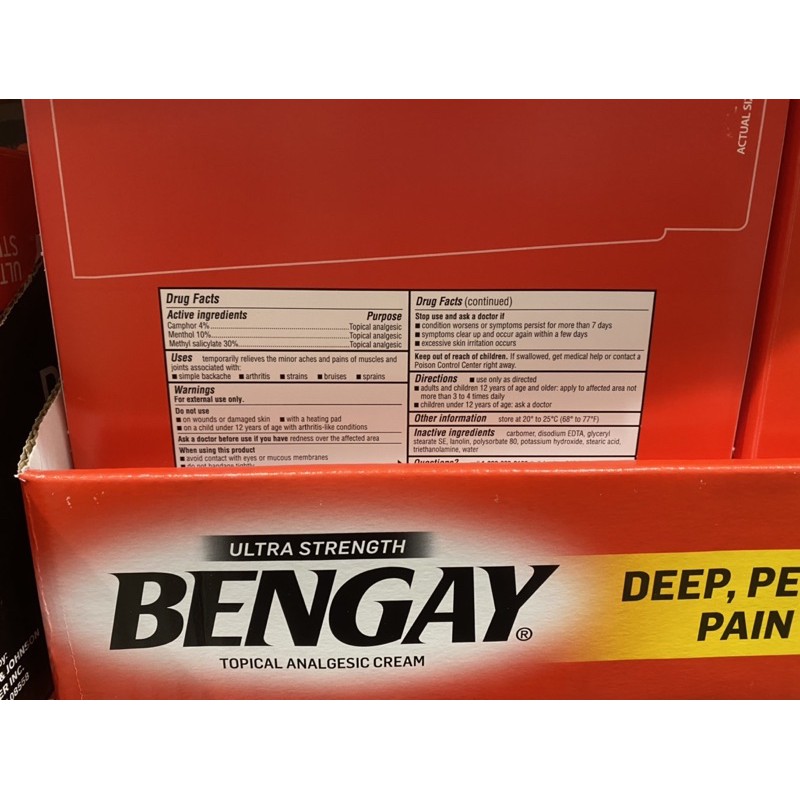 ACTUAL
Drug Facts
Active ingredients Purpose
Camphor 4%..........Topical analgesic
Menthol 10%..........Topical analgesic
Methyl salicylate 30%..........Topical analgesic
Uses temporarily relieves the minor aches and pains of muscles and
joints associated with:
■ simple backache ■ arthritis ■ strains ■ bruises ■ sprains
Warnings
For external use only.
Do not use
■ on wounds or damaged skin ■ with a heating pad
■ on a child under 12 years of age with arthritis-like conditions
Ask a doctor before use if you have redness over the affected area
When using this product
■ avoid contact with eyes or mucous membranes
■ do not bandage tightly
Drug Facts (continued)
Stop use and ask a doctor if
■ condition worsens or symptoms persist for more than 7 days
■ symptoms clear up and occur again within a few days
■ excessive skin irritation occurs
Keep out of reach of children. If swallowed, get medical help or contact a
Poison Control Center right away.
Directions ■ use only as directed
■ adults and children 12 years of age and older: apply to affected area not
more than 3 to 4 times daily
■ children under 12 years of age: ask a doctor
Other information store at 20° to 25°C (68° to 77°F)
Inactive ingredients carbomer, disodium EDTA, glyceryl
stearate SE, lanolin, polysorbate 80, potassium hydroxide, stearic acid,
triethanolamine, water
Questions?
ULTRA STRENGTH
BENGAY®
TOPICAL ANALGESIC CREAM
DEEP, PE
PAIN
& JOHNSON
ER INC.
08558